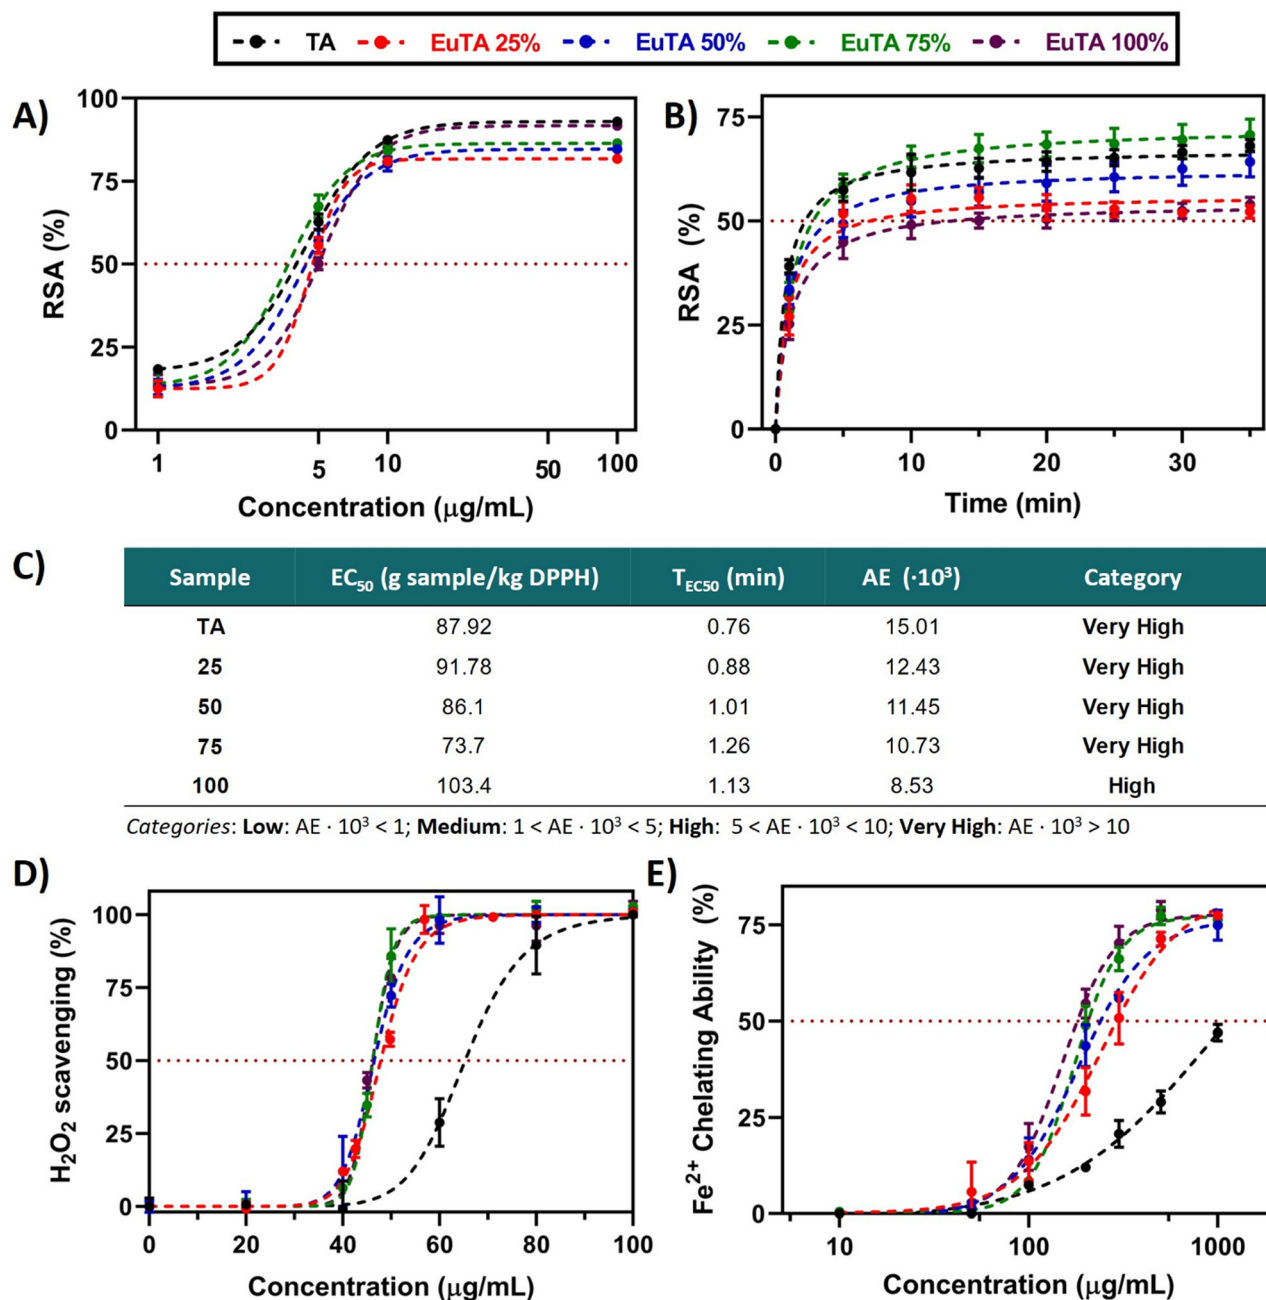 TA EuTA 25% EuTA 50% EuTA 75% EuTA 100%
A)
RSA (%)
100
75
50
25
0
1 5 10 50 100
Concentration (μg/mL)
B)
RSA (%)
75
50
25
0
0 10 20 30
Time (min)
C)
Sample EC₅₀ (g sample/kg DPPH) T_EC50 (min) AE (·10³) Category
TA 87.92 0.76 15.01 Very High
25 91.78 0.88 12.43 Very High
50 86.1 1.01 11.45 Very High
75 73.7 1.26 10.73 Very High
100 103.4 1.13 8.53 High
Categories: Low: AE · 10³ < 1; Medium: 1 < AE · 10³ < 5; High: 5 < AE · 10³ < 10; Very High: AE · 10³ > 10
D)
H₂O₂ scavenging (%)
100
75
50
25
0
0 20 40 60 80 100
Concentration (μg/mL)
E)
Fe²⁺ Chelating Ability (%)
75
50
25
0
10 100 1000
Concentration (μg/mL)